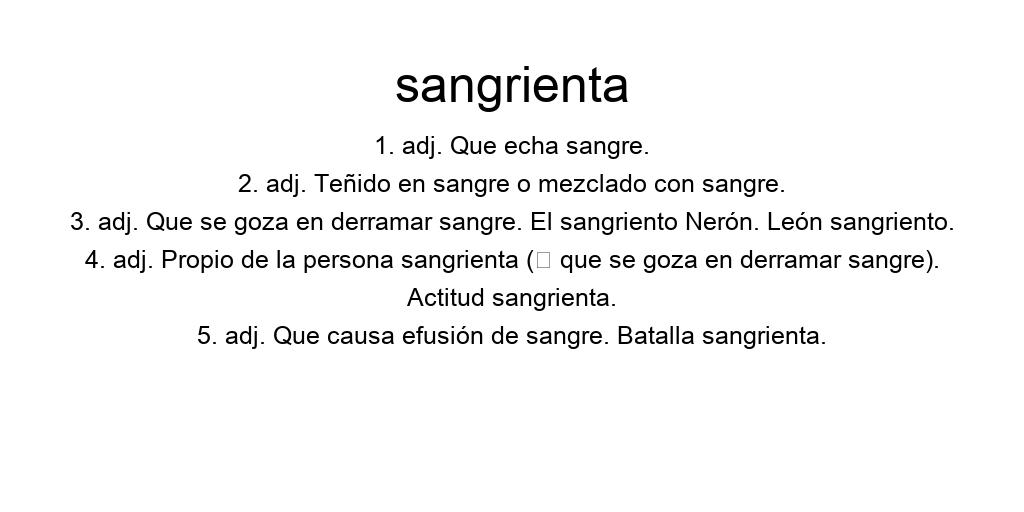 sangrienta
1. adj. Que echa sangre.
2. adj. Teñido en sangre o mezclado con sangre.
3. adj. Que se goza en derramar sangre. El sangriento Nerón. León sangriento.
4. adj. Propio de la persona sangrienta (□ que se goza en derramar sangre).
Actitud sangrienta.
5. adj. Que causa efusión de sangre. Batalla sangrienta.